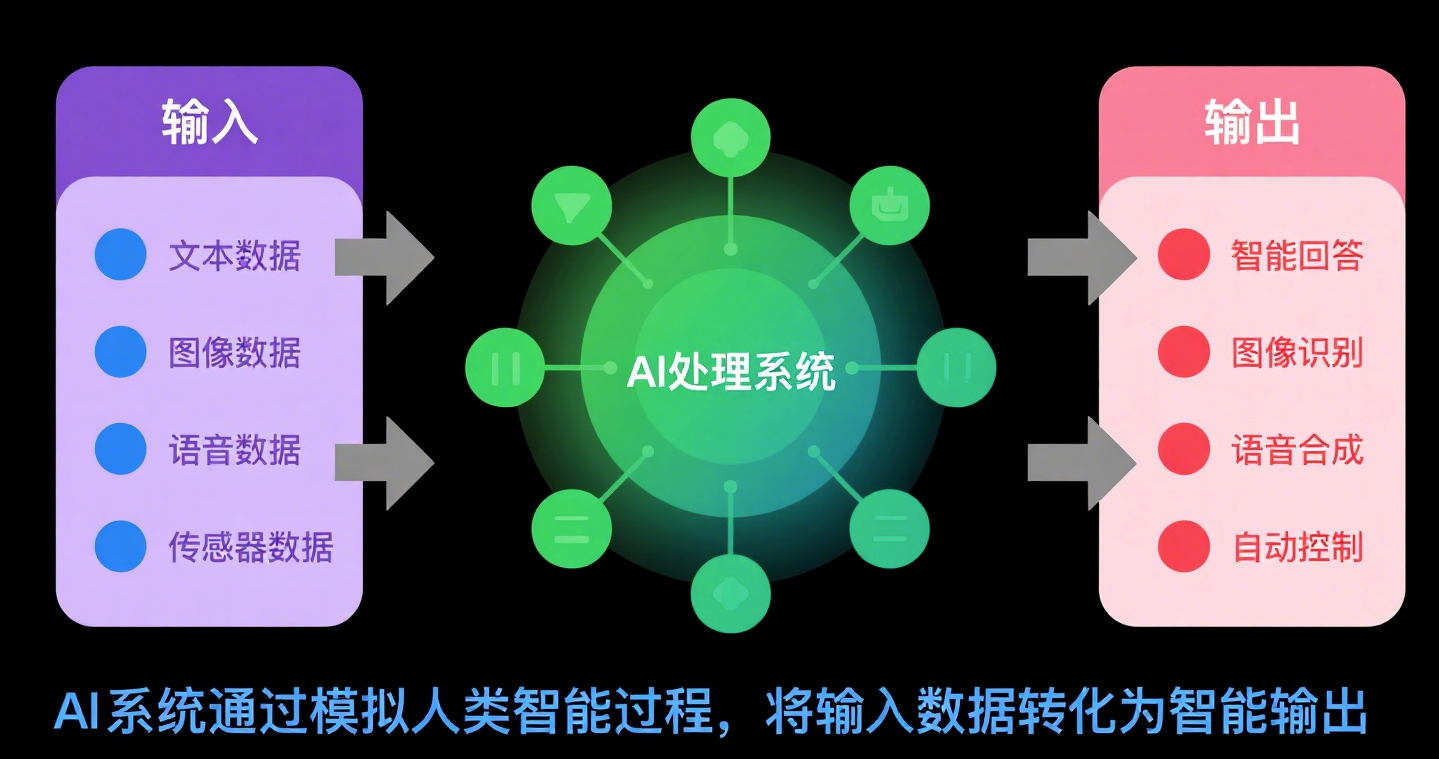 输入
文本数据
图像数据
语音数据
传感器数据
AI处理系统
输出
智能回答
图像识别
语音合成
自动控制
AI系统通过模拟人类智能过程，将输入数据转化为智能输出